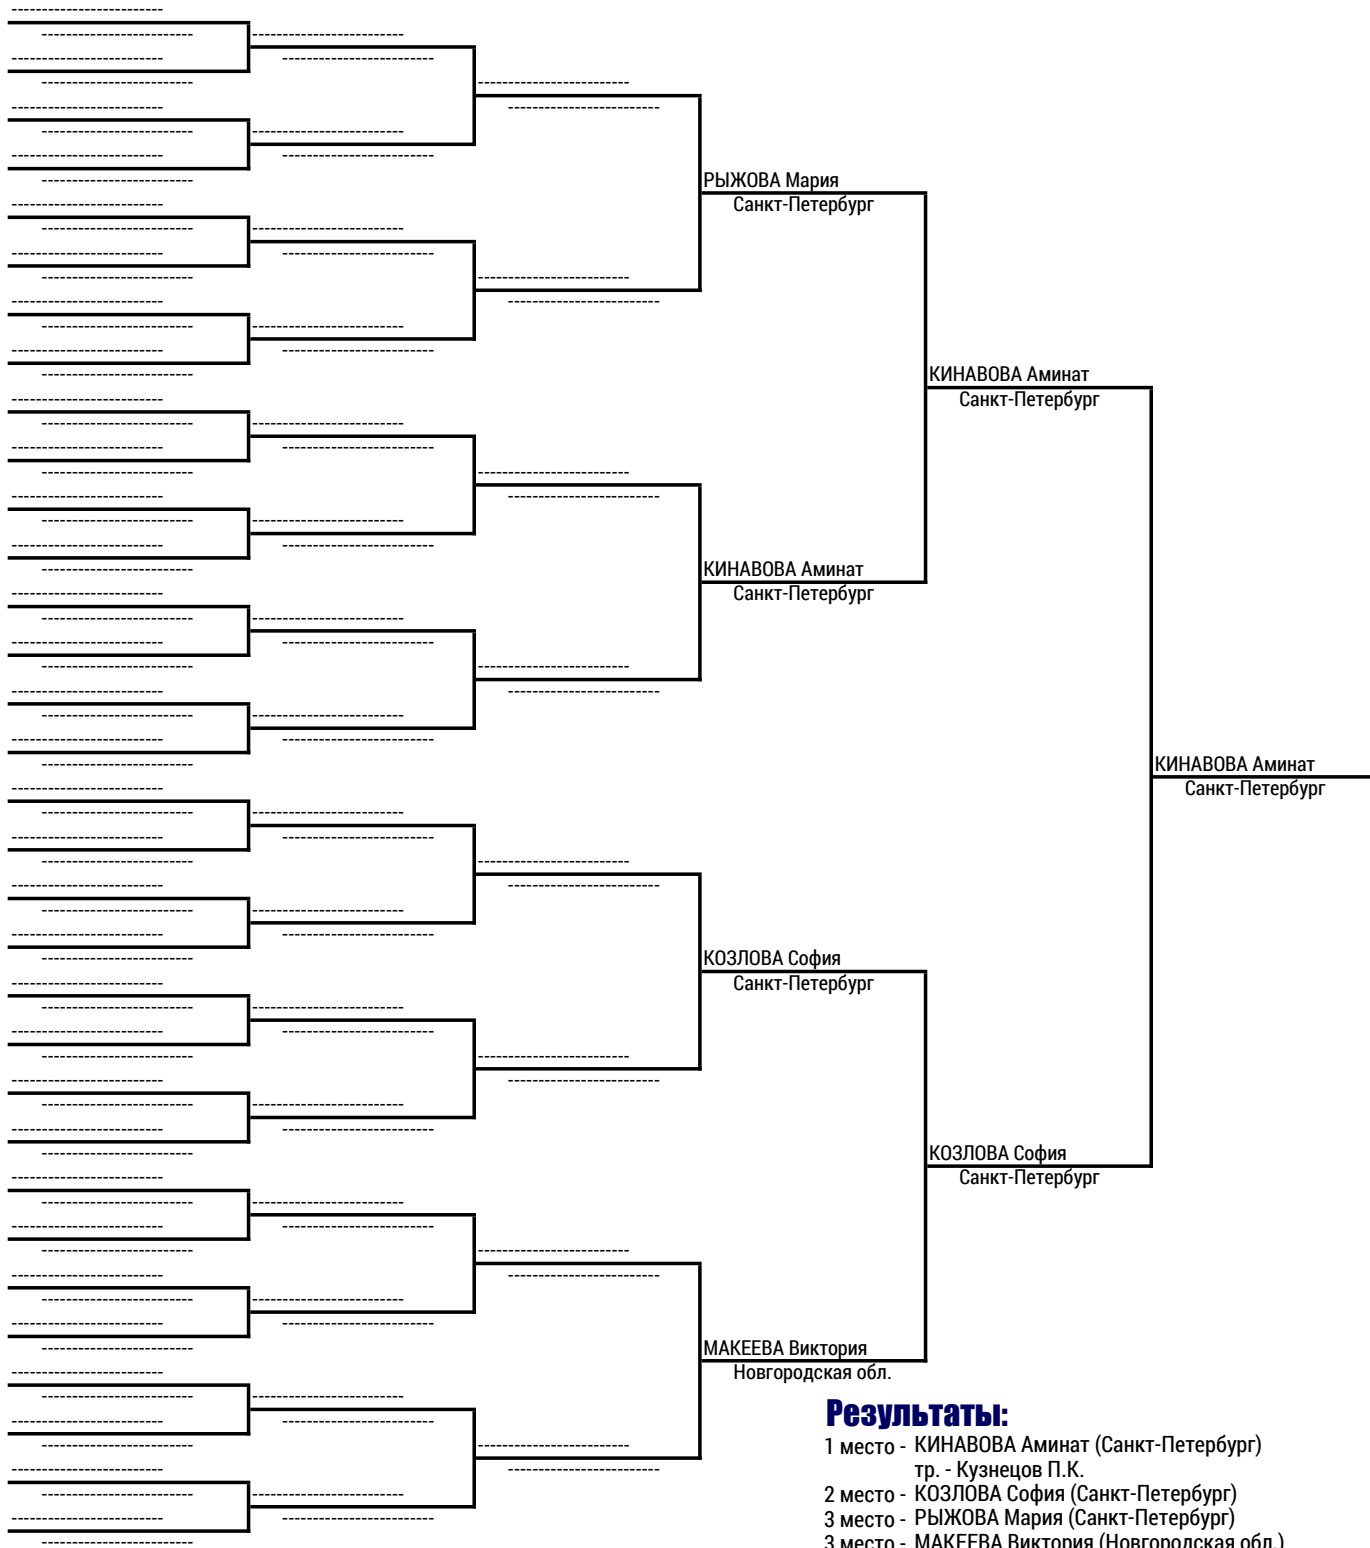 РЫЖОВА Мария
Санкт-Петербург
КИНАВОВА Аминат
Санкт-Петербург
КИНАВОВА Аминат
Санкт-Петербург
КИНАВОВА Аминат
Санкт-Петербург
КОЗЛОВА София
Санкт-Петербург
КОЗЛОВА София
Санкт-Петербург
МАКЕЕВА Виктория
Новгородская обл.
Результаты:
1 место - КИНАВОВА Аминат (Санкт-Петербург)
тр. - Кузнецов П.К.
2 место - КОЗЛОВА София (Санкт-Петербург)
3 место - РЫЖОВА Мария (Санкт-Петербург)
3 место - МАКЕЕВА Виктория (Новгородская обл.)